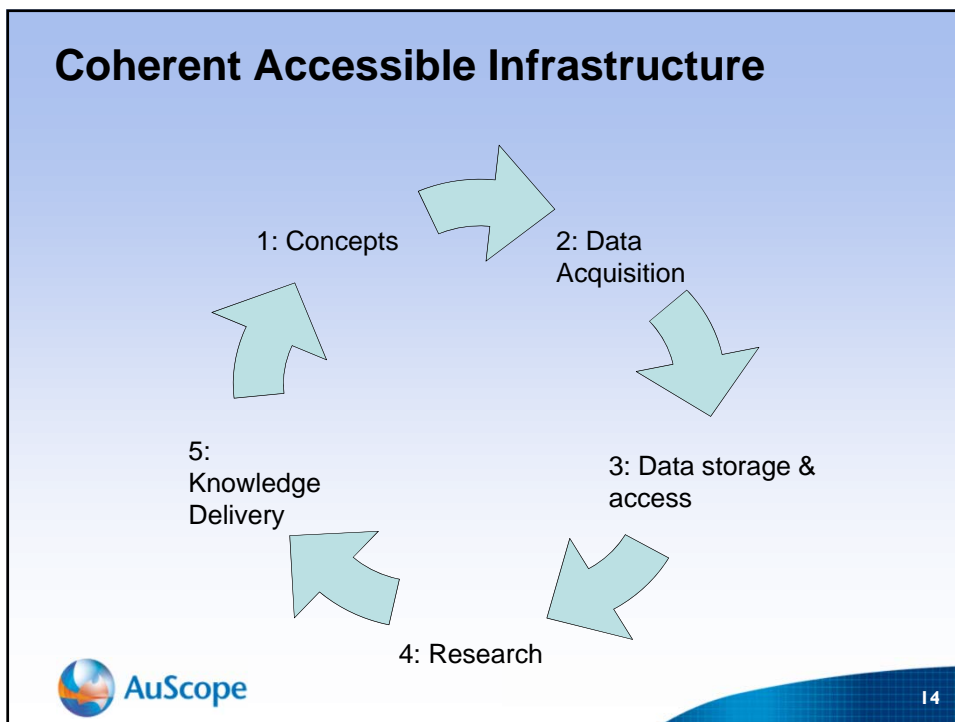 Coherent Accessible Infrastructure
1: Concepts
2: Data
Acquisition
3: Data storage &
access
4: Research
5:
Knowledge
Delivery
AuScope
14